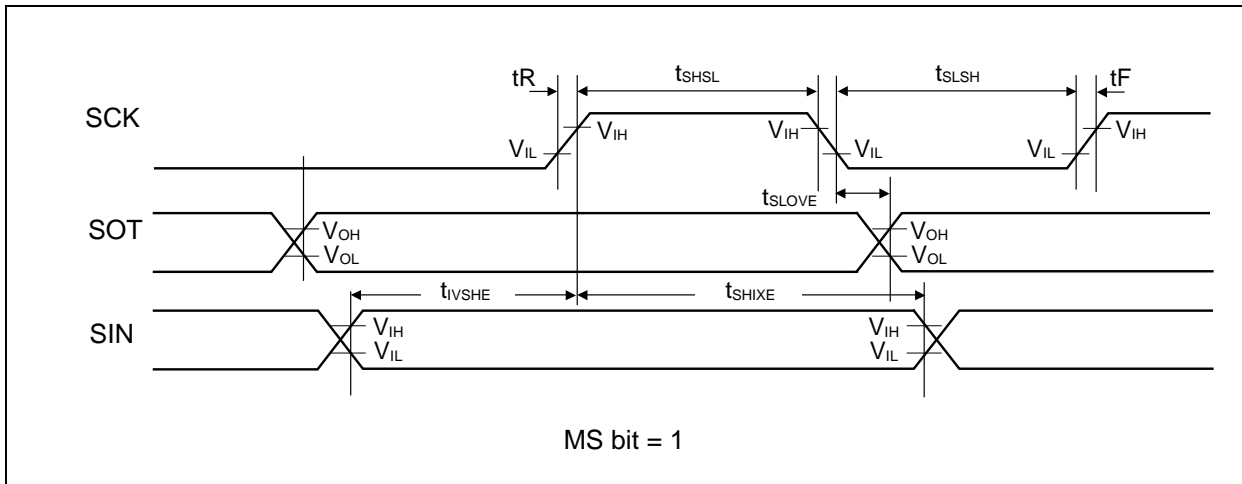 tR tSHSL tSLSH tF
SCK
VIH VIH VIH
VIL VIL VIL
tSLOVE
SOT
VOH VOH
VOL VOL
tIVSHE tSHIXE
SIN
VIH VIH
VIL VIL
MS bit = 1